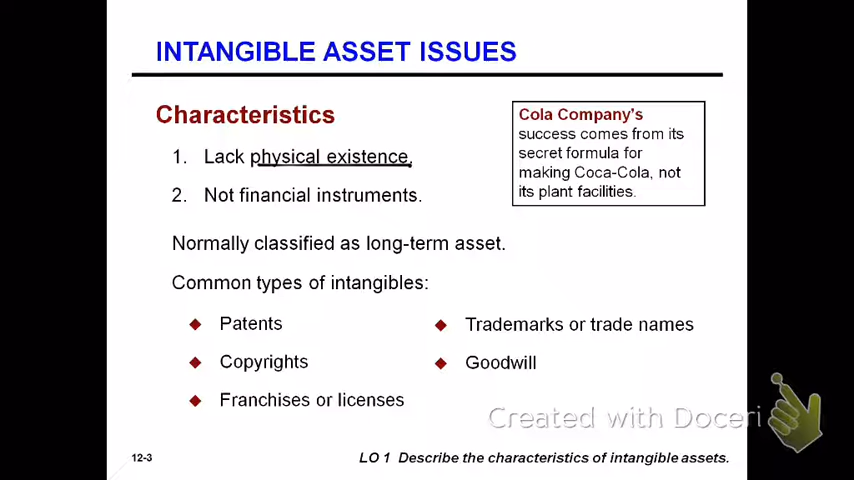 INTANGIBLE ASSET ISSUES
Characteristics
1. Lack physical existence.
2. Not financial instruments.
Cola Company's
success comes from its
secret formula for
making Coca-Cola, not
its plant facilities.
Normally classified as long-term asset.
Common types of intangibles:
Patents
Copyrights
Franchises or licenses
Trademarks or trade names
Goodwill
Created with Doceri
12-3
LO 1 Describe the characteristics of intangible assets.